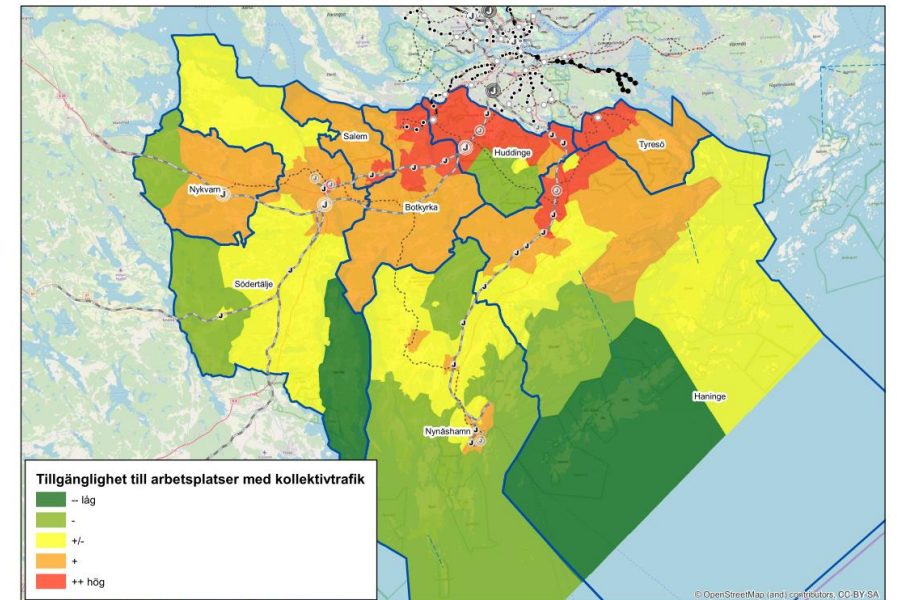 Salem
Huddinge
Tyresö
Nykvarn
Botkyrka
Södertälje
Haninge
Nynäshamn
Tillgänglighet till arbetsplatser med kollektivtrafik
-- låg
-
+/-
+
++ hög
© OpenStreetMap (and) contributors, CC-BY-SA